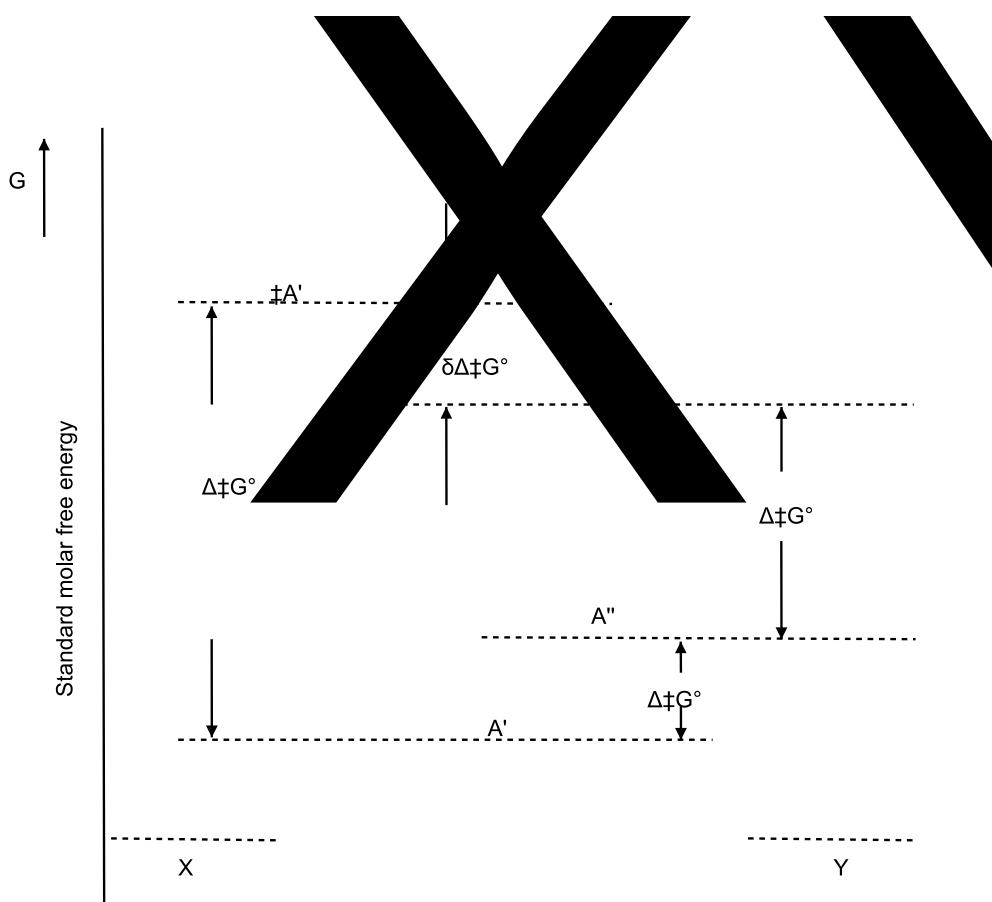 X
G
‡A'
δΔ‡G°
Δ‡G°
Δ‡G°
Standard molar free energy
A"
Δ‡G°
A'
X
Y